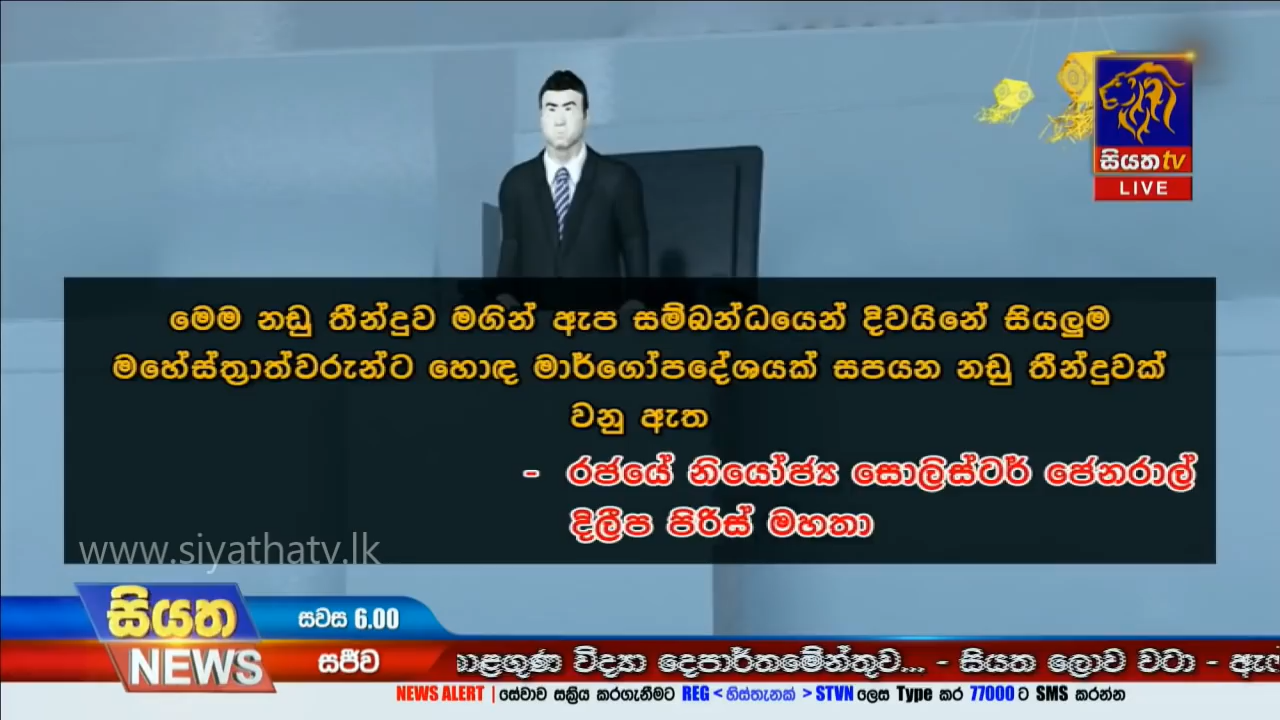 සියත tv
LIVE
මෙම නඩු තීන්දුව මගින් ඇප සම්බන්ධයෙන් දිවයිනේ සියලුම
මහේස්ත්‍රාත්වරුන්ට හොඳ මාර්ගෝපදේශයක් සපයන නඩු තීන්දුවක්
වනු ඇත
- රජයේ නියෝජ්‍ය සොලිස්ටර් ජෙනරාල්
දිලීප පීරිස් මහතා
www.siyathatv.lk
සියත
NEWS
සවස 6.00
සජීව
කාළගුණ විද්‍යා දෙපාර්තමේන්තුව... - සියත ලොව වටා -
NEWS ALERT | සේවාව සක්‍රිය කරගැනීමට REG < හිස්තැනක් > STVN ලෙස Type කර 77000 ට SMS කරන්න